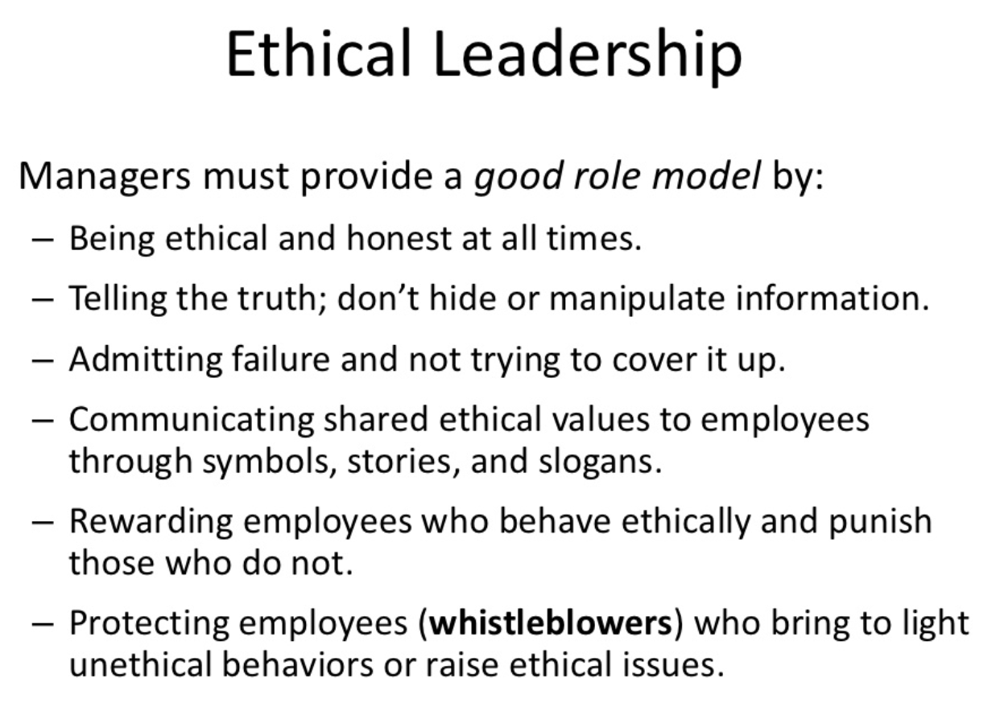 Ethical Leadership
Managers must provide a good role model by:
– Being ethical and honest at all times.
– Telling the truth; don’t hide or manipulate information.
– Admitting failure and not trying to cover it up.
– Communicating shared ethical values to employees
through symbols, stories, and slogans.
– Rewarding employees who behave ethically and punish
those who do not.
– Protecting employees (whistleblowers) who bring to light
unethical behaviors or raise ethical issues.